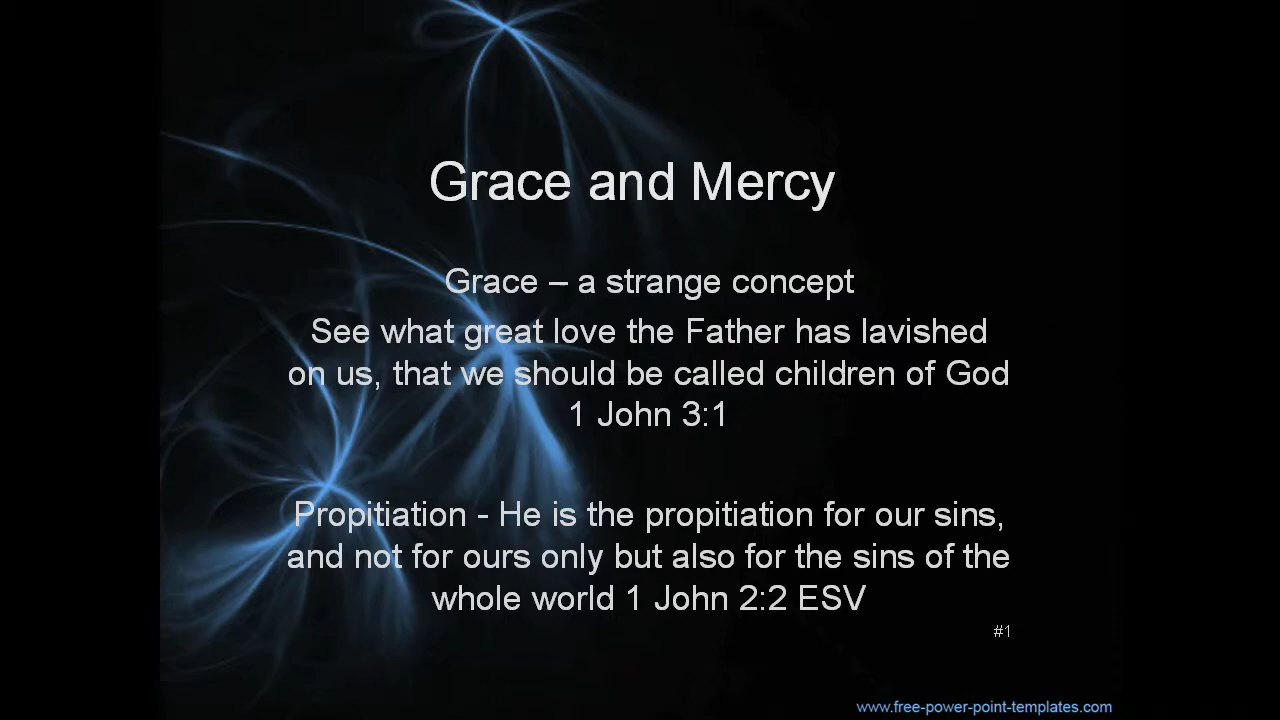 Grace and Mercy
Grace – a strange concept
See what great love the Father has lavished
on us, that we should be called children of God
1 John 3:1
Propitiation - He is the propitiation for our sins,
and not for ours only but also for the sins of the
whole world 1 John 2:2 ESV
#1
www.free-power-point-templates.com